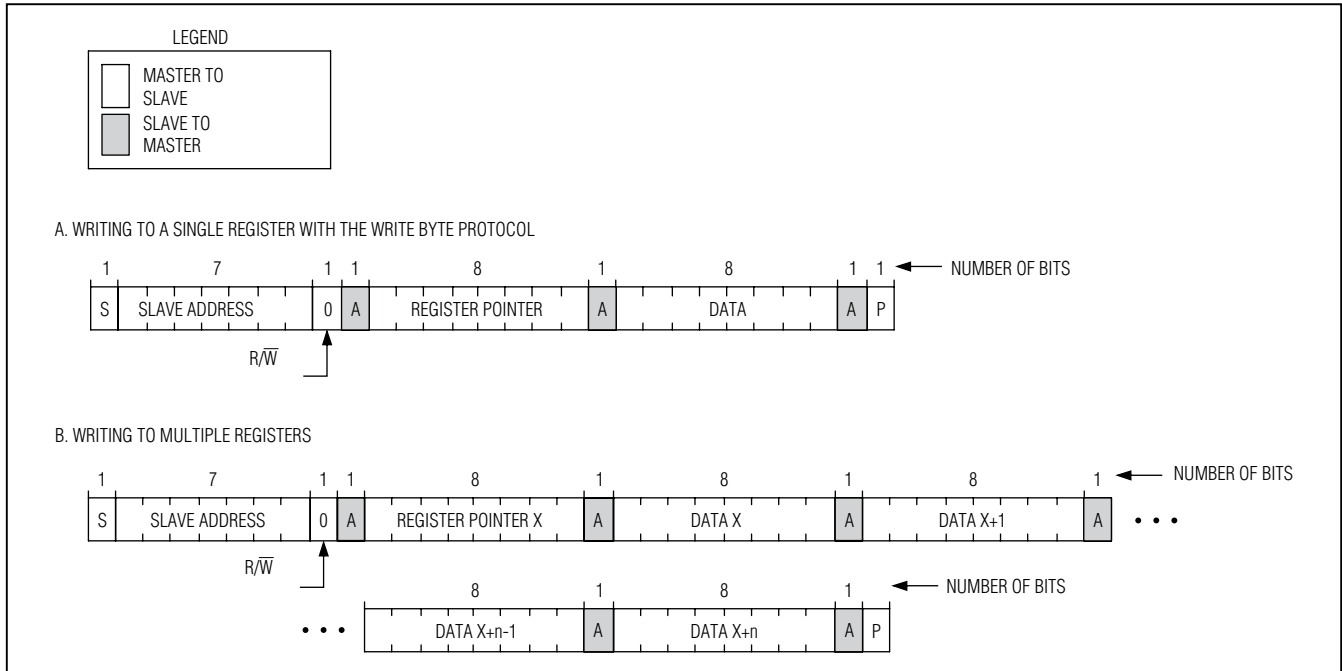 LEGEND
MASTER TO
SLAVE
SLAVE TO
MASTER
A. WRITING TO A SINGLE REGISTER WITH THE WRITE BYTE PROTOCOL
1 7 1 1 8 1 8 1 1 NUMBER OF BITS
S SLAVE ADDRESS 0 A REGISTER POINTER A DATA A P
R/W̅
B. WRITING TO MULTIPLE REGISTERS
1 7 1 1 8 1 8 1 8 1 NUMBER OF BITS
S SLAVE ADDRESS 0 A REGISTER POINTER X A DATA X A DATA X+1 A • • •
R/W̅
8 1 8 1 NUMBER OF BITS
• • • DATA X+n-1 A DATA X+n A P